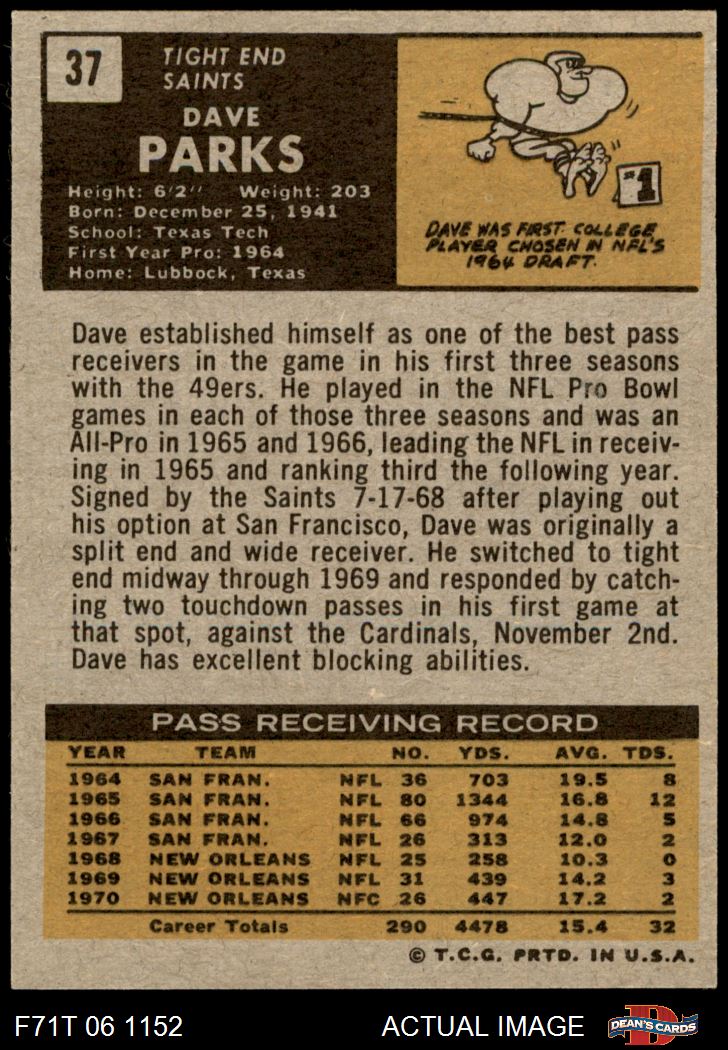 37
TIGHT END
SAINTS
DAVE
PARKS
Height: 6'2" Weight: 203
Born: December 25, 1941
School: Texas Tech
First Year Pro: 1964
Home: Lubbock, Texas
#1
DAVE WAS FIRST COLLEGE
PLAYER CHOSEN IN NFL'S
1964 DRAFT.
Dave established himself as one of the best pass
receivers in the game in his first three seasons
with the 49ers. He played in the NFL Pro Bowl
games in each of those three seasons and was an
All-Pro in 1965 and 1966, leading the NFL in receiv-
ing in 1965 and ranking third the following year.
Signed by the Saints 7-17-68 after playing out
his option at San Francisco, Dave was originally a
split end and wide receiver. He switched to tight
end midway through 1969 and responded by catch-
ing two touchdown passes in his first game at
that spot, against the Cardinals, November 2nd.
Dave has excellent blocking abilities.
PASS RECEIVING RECORD
YEAR TEAM NO. YDS. AVG. TDS.
1964 SAN FRAN. NFL 36 703 19.5 8
1965 SAN FRAN. NFL 80 1344 16.8 12
1966 SAN FRAN. NFL 66 974 14.8 5
1967 SAN FRAN. NFL 26 313 12.0 2
1968 NEW ORLEANS NFL 25 258 10.3 0
1969 NEW ORLEANS NFL 31 439 14.2 3
1970 NEW ORLEANS NFC 26 447 17.2 2
Career Totals 290 4478 15.4 32
© T.C.G. PRTD. IN U.S.A.
F71T 06 1152 ACTUAL IMAGE D DEAN'S CARDS